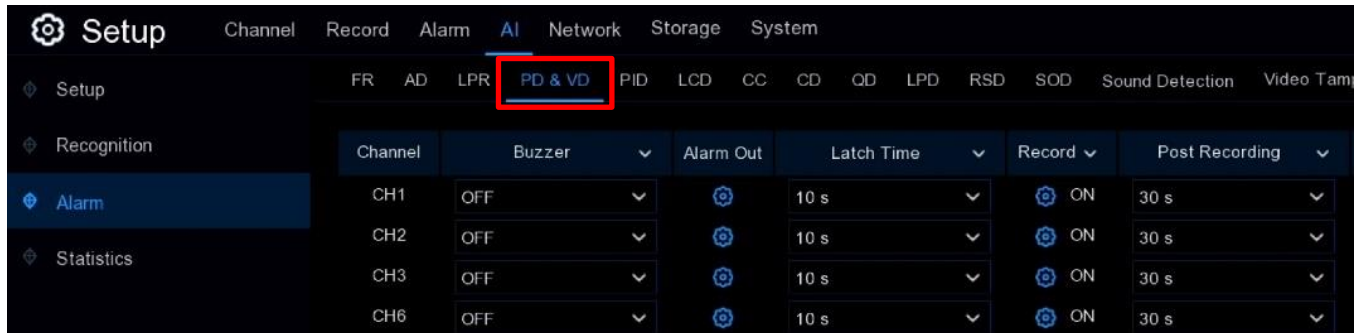 Setup Channel Record Alarm AI Network Storage System
FR AD LPR PD & VD PID LCD CC CD QD LPD RSD SOD Sound Detection Video Tam
Setup
Recognition
Alarm
Statistics
Channel Buzzer Alarm Out Latch Time Record Post Recording
CH1 OFF 10 s ON 30 s
CH2 OFF 10 s ON 30 s
CH3 OFF 10 s ON 30 s
CH6 OFF 10 s ON 30 s